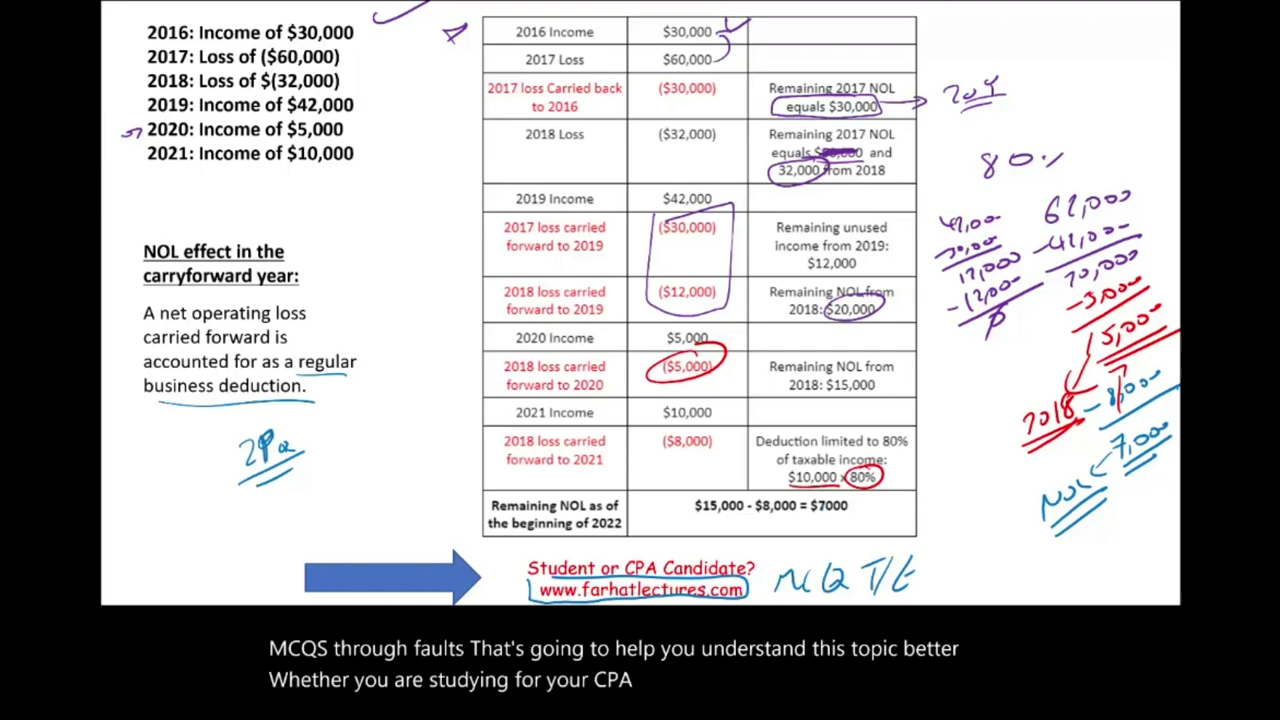 2016: Income of $30,000
2017: Loss of ($60,000)
2018: Loss of $(32,000)
2019: Income of $42,000
2020: Income of $5,000
2021: Income of $10,000
NOL effect in the
carryforward year:
A net operating loss
carried forward is
accounted for as a regular
business deduction.
2016 Income $30,000
2017 Loss $60,000
2017 loss Carried back
to 2016
($30,000)
Remaining 2017 NOL
equals $30,000
2018 Loss ($32,000)
Remaining 2017 NOL
equals and
32,000 from 2018
2019 Income $42,000
2017 loss carried
forward to 2019
($30,000)
Remaining unused
income from 2019:
$12,000
2018 loss carried
forward to 2019
($12,000)
Remaining NOL from
2018: $20,000
2020 Income $5,000
2018 loss carried
forward to 2020
($5,000)
Remaining NOL from
2018: $15,000
2021 Income $10,000
2018 loss carried
forward to 2021
($8,000)
Deduction limited to 80%
of taxable income:
$10,000 x 80%
Remaining NOL as of
the beginning of 2022
$15,000 - $8,000 = $7000
80%
12,000
-12,000
2018
-8,000
7,000
NOL
Student or CPA Candidate?
www.farhatlectures.com
MCQ T/F
MCQS through faults That's going to help you understand this topic better
Whether you are studying for your CPA